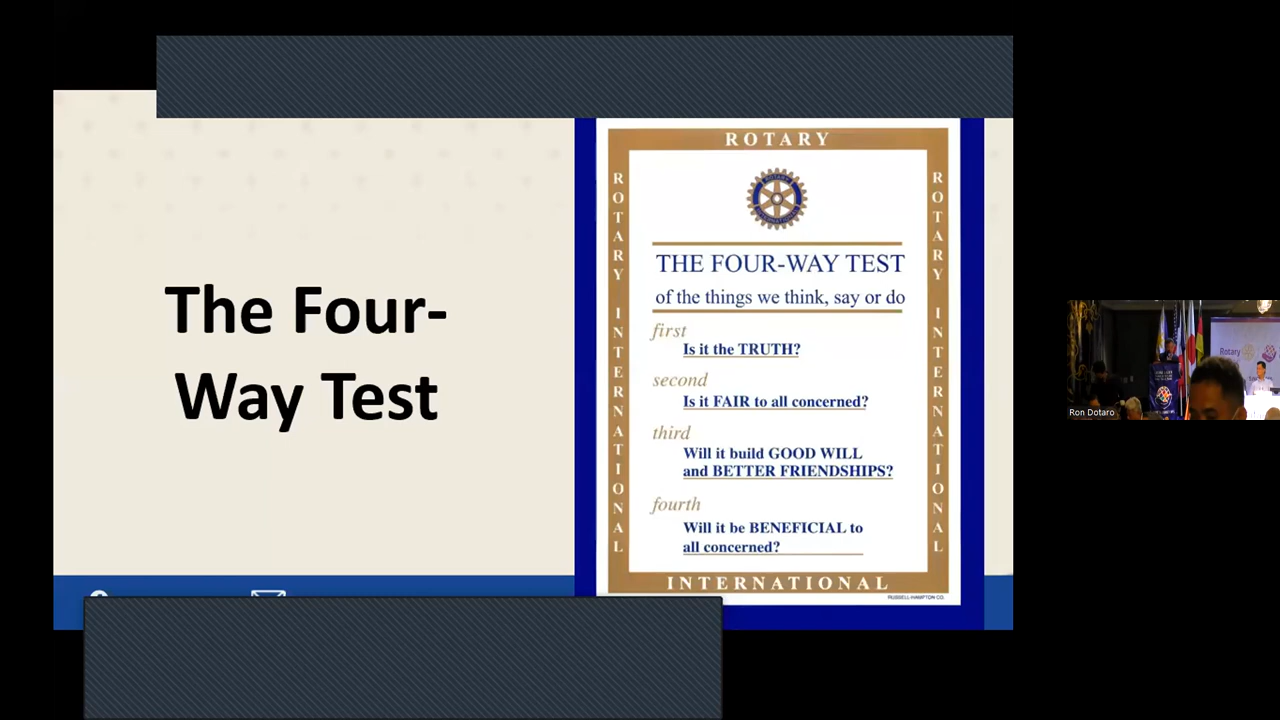 The Four-
Way Test
ROTARY
ROTARY INTERNATIONAL
ROTARY INTERNATIONAL
THE FOUR-WAY TEST
of the things we think, say or do
first
Is it the TRUTH?
second
Is it FAIR to all concerned?
third
Will it build GOOD WILL
and BETTER FRIENDSHIPS?
fourth
Will it be BENEFICIAL to
all concerned?
INTERNATIONAL
RUSSELL-HAMPTON CO.
Rotary
Ron Dotaro